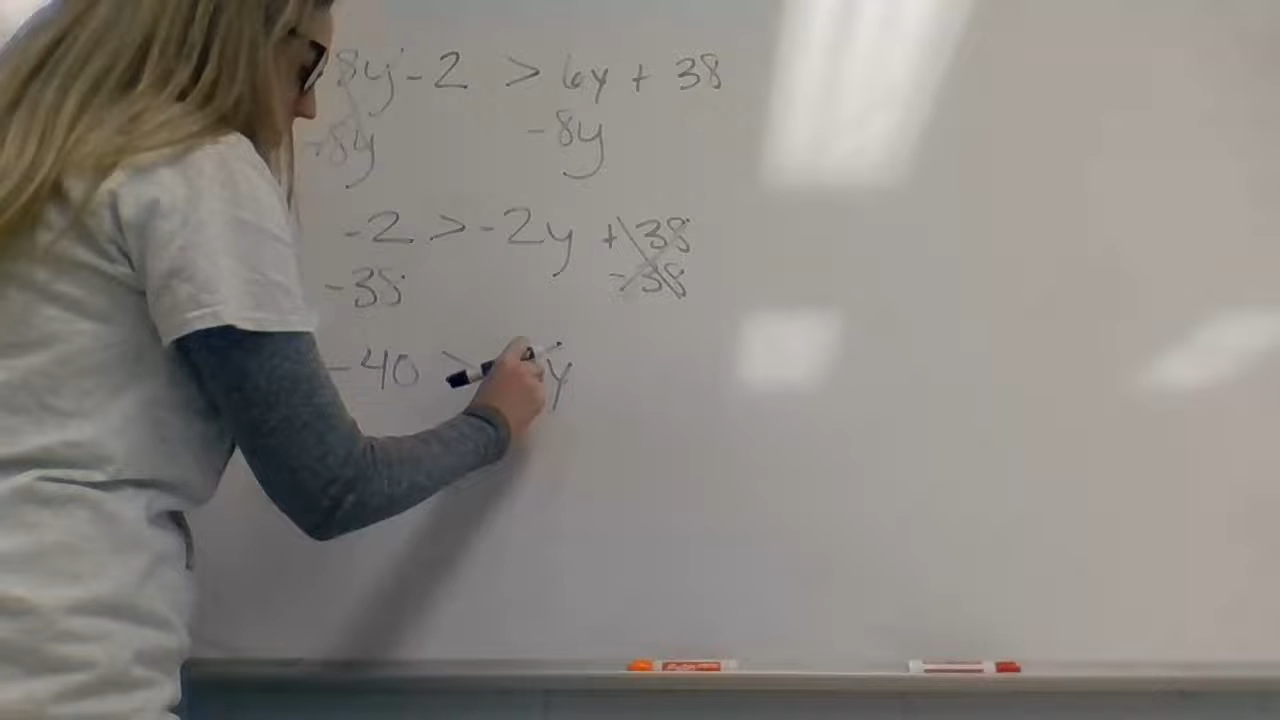 8y - 2 > 6y + 38
-8y -8y
-2 > -2y + 38
-38 -38
-40 > y